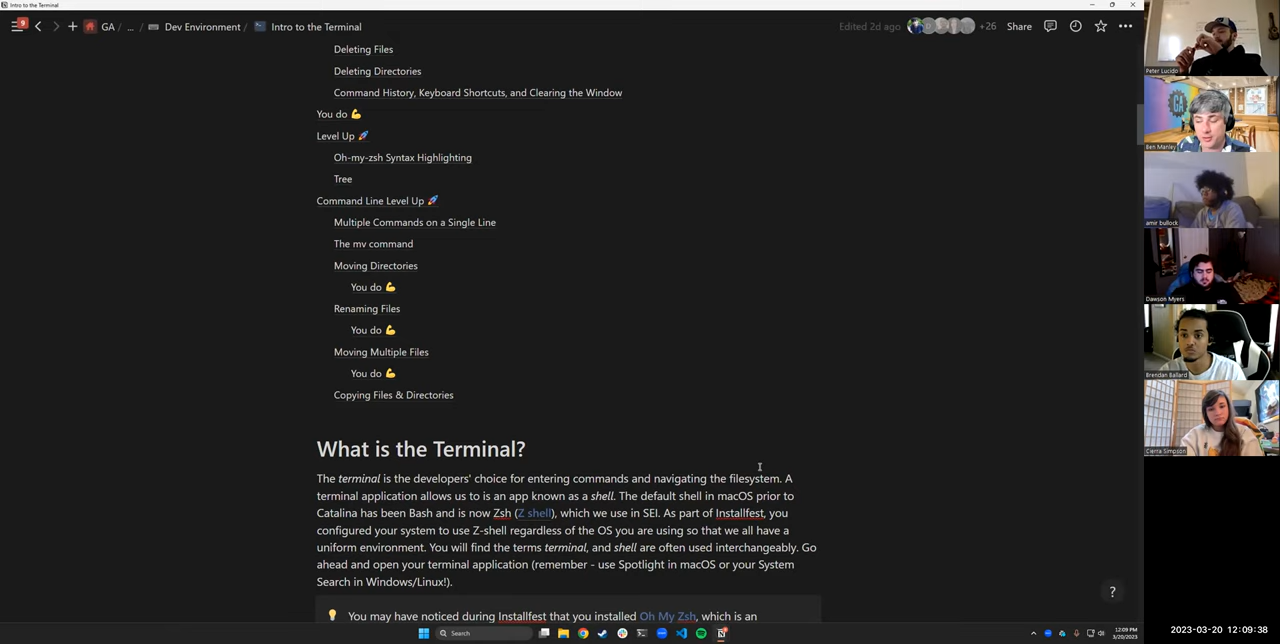 Intro to the Terminal
9
GA / ... / Dev Environment / Intro to the Terminal
Edited 2d ago +26 Share
Deleting Files
Deleting Directories
Command History, Keyboard Shortcuts, and Clearing the Window
You do 💪
Level Up 🚀
Oh-my-zsh Syntax Highlighting
Tree
Command Line Level Up 🚀
Multiple Commands on a Single Line
The mv command
Moving Directories
You do 💪
Renaming Files
You do 💪
Moving Multiple Files
You do 💪
Copying Files & Directories
What is the Terminal?
The terminal is the developers' choice for entering commands and navigating the filesystem. A
terminal application allows us to is an app known as a shell. The default shell in macOS prior to
Catalina has been Bash and is now Zsh (Z shell), which we use in SEI. As part of Installfest, you
configured your system to use Z-shell regardless of the OS you are using so that we all have a
uniform environment. You will find the terms terminal, and shell are often used interchangeably. Go
ahead and open your terminal application (remember - use Spotlight in macOS or your System
Search in Windows/Linux!).
💡 You may have noticed during Installfest that you installed Oh My Zsh, which is an
?
Search
12:09 PM
3/20/2023
Peter Lucido
GA
Ben Manley
amir bullock
Dawson Myers
Brendan Ballard
Cierra Simpson
2023-03-20 12:09:38